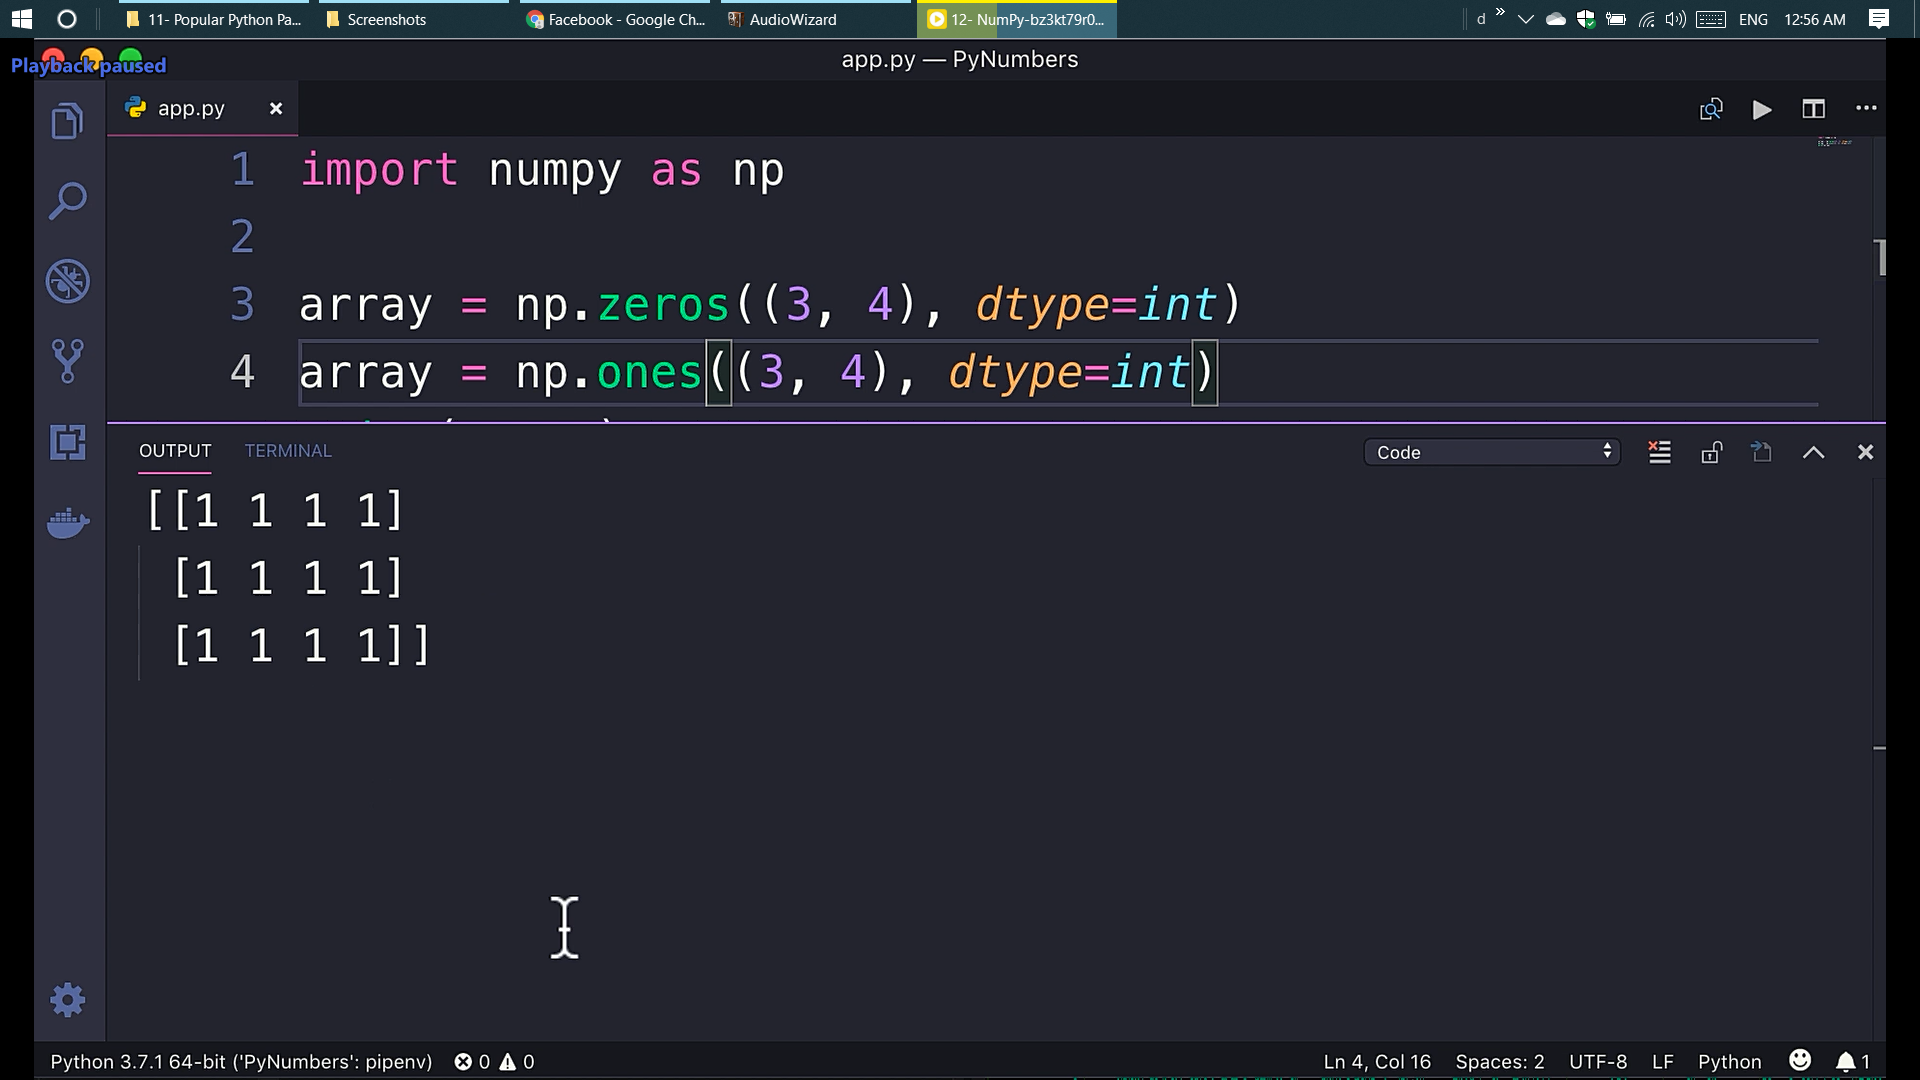 11- Popular Python Pa...
Screenshots
Facebook - Google Ch...
AudioWizard
12- NumPy-bz3kt79r0...
d » ENG 12:56 AM
Playback paused
app.py — PyNumbers
app.py ×
1 import numpy as np
2
3 array = np.zeros((3, 4), dtype=int)
4 array = np.ones((3, 4), dtype=int)
OUTPUT TERMINAL Code
[[1 1 1 1]
[1 1 1 1]
[1 1 1 1]]
Python 3.7.1 64-bit ('PyNumbers': pipenv) 0 0 Ln 4, Col 16 Spaces: 2 UTF-8 LF Python 1